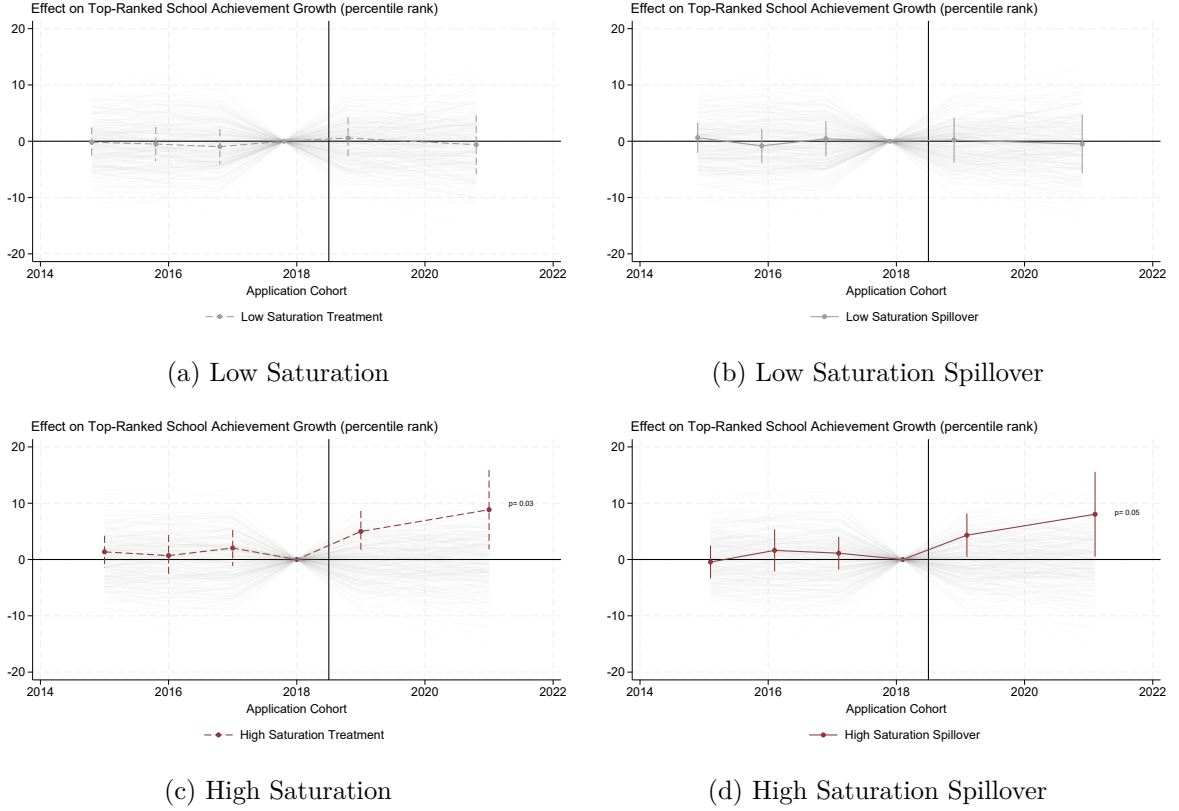 Effect on Top-Ranked School Achievement Growth (percentile rank)
20
10
0
-10
-20
2014 2016 2018 2020 2022
Application Cohort
Low Saturation Treatment
(a) Low Saturation
Effect on Top-Ranked School Achievement Growth (percentile rank)
20
10
0
-10
-20
2014 2016 2018 2020 2022
Application Cohort
Low Saturation Spillover
(b) Low Saturation Spillover
Effect on Top-Ranked School Achievement Growth (percentile rank)
20
10
p= 0.03
0
-10
-20
2014 2016 2018 2020 2022
Application Cohort
High Saturation Treatment
(c) High Saturation
Effect on Top-Ranked School Achievement Growth (percentile rank)
20
10
p= 0.05
0
-10
-20
2014 2016 2018 2020 2022
Application Cohort
High Saturation Spillover
(d) High Saturation Spillover